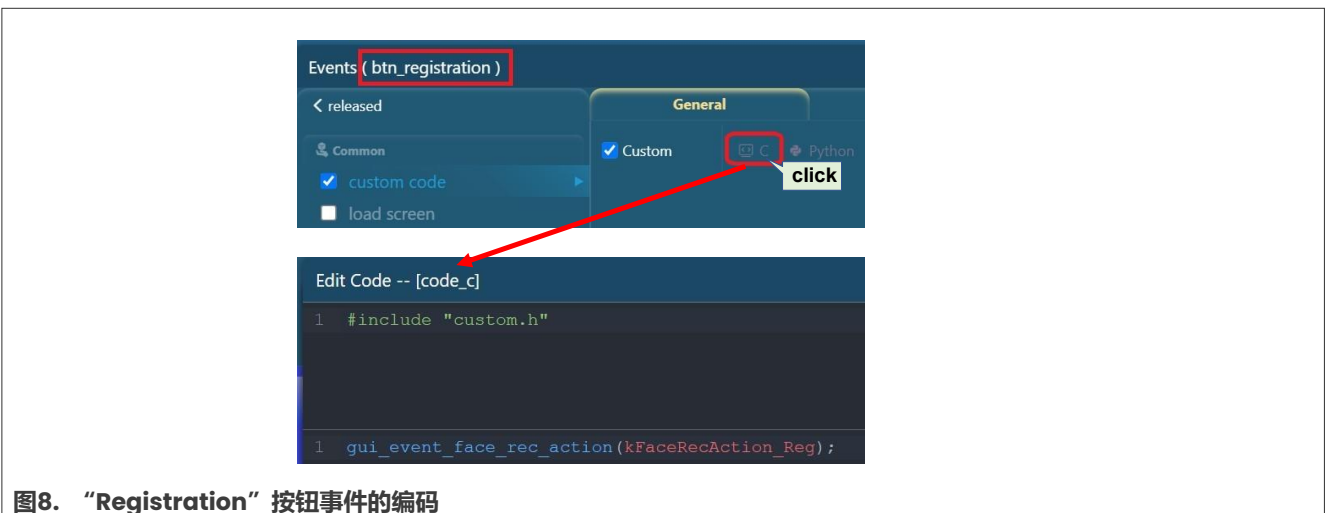 Events ( btn_registration )
< released
General
Common
Custom
C
Python
click
custom code
load screen
Edit Code -- [code_c]
1 #include "custom.h"
1 gui_event_face_rec_action(kFaceRecAction_Reg);
图8. “Registration”按钮事件的编码